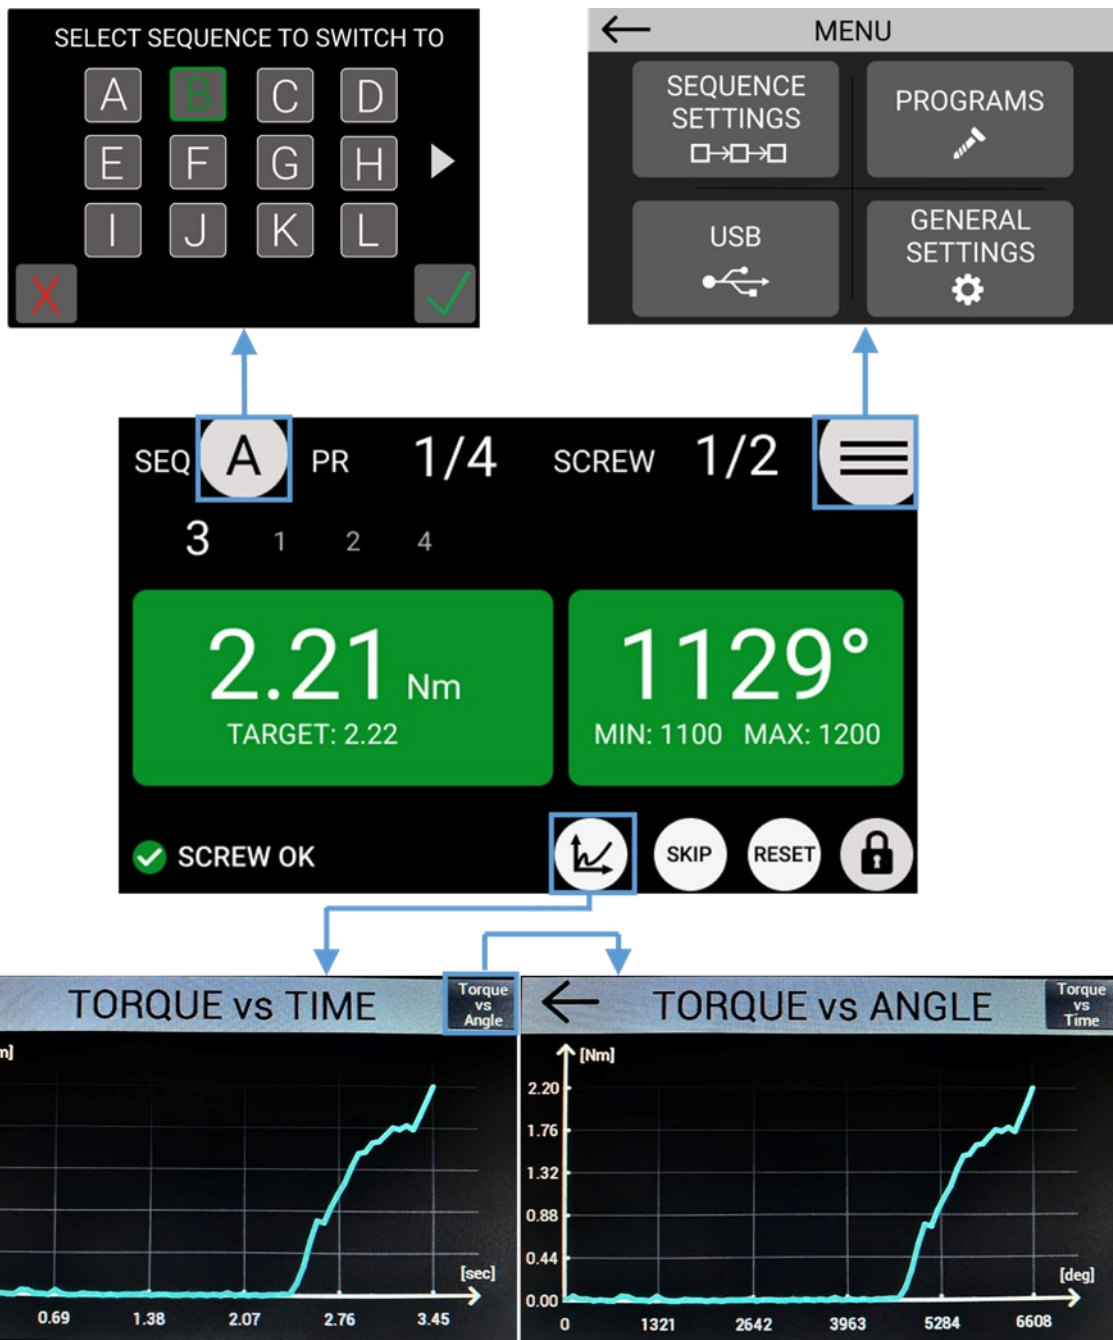 SELECT SEQUENCE TO SWITCH TO
A B C D
E F G H
I J K L
MENU
SEQUENCE
SETTINGS
PROGRAMS
USB
GENERAL
SETTINGS
SEQ A PR 1/4 SCREW 1/2
3 1 2 4
2.21 Nm
TARGET: 2.22
1129°
MIN: 1100 MAX: 1200
SCREW OK
SKIP
RESET
TORQUE vs TIME
Torque
vs
Angle
m]
[sec]
0.69 1.38 2.07 2.76 3.45
TORQUE vs ANGLE
Torque
vs
Time
[Nm]
2.20
1.76
1.32
0.88
0.44
0.00
[deg]
0 1321 2642 3963 5284 6608